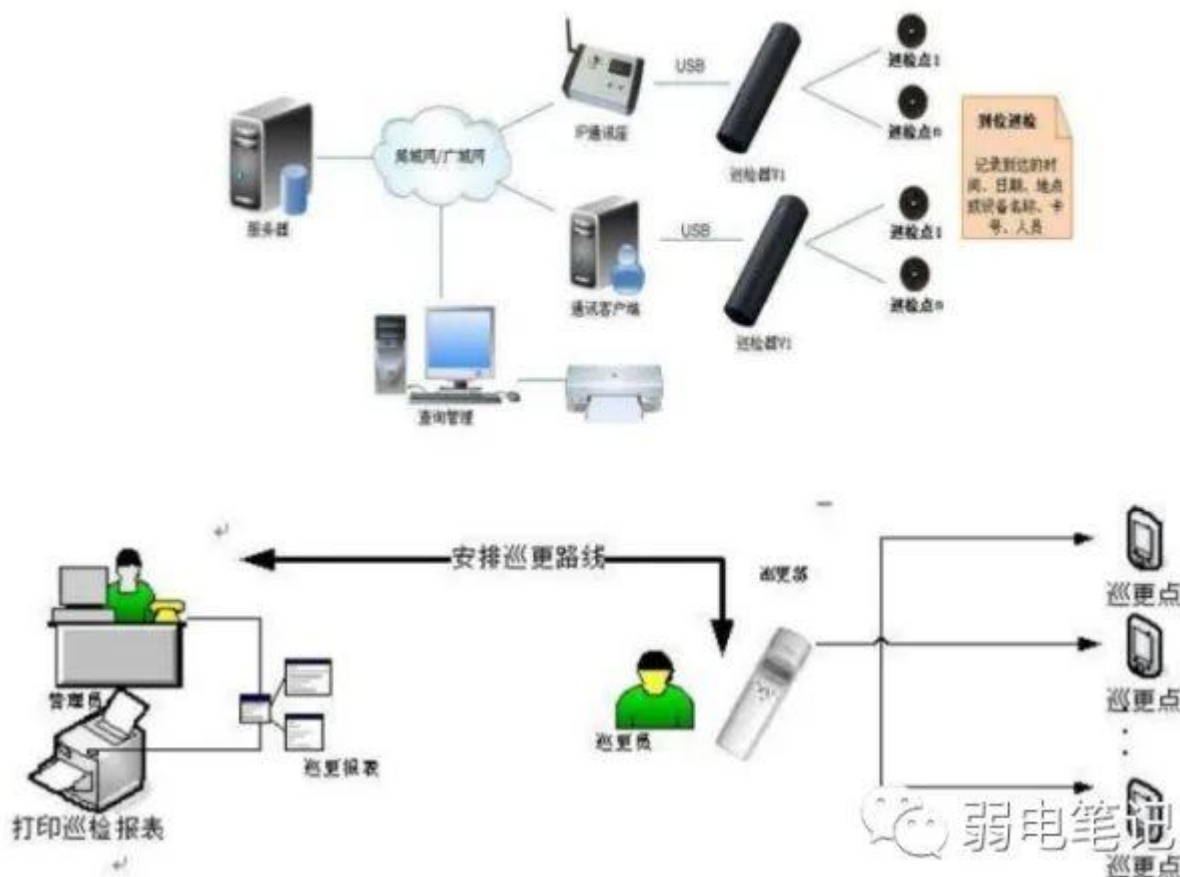 巡检点1
USB
IP通讯座
巡检点n
到位巡检
局域网/广域网
记录到达的时
间、日期、地点
或设备名称、卡
号、人员
巡检器V1
服务器
巡检点1
USB
通讯客户端
巡检点n
巡检器V1
查询管理
安排巡更路线
巡更器
巡更点
管理员
巡更点
巡更员
巡更报表
打印巡检报表
弱电笔记
巡更点